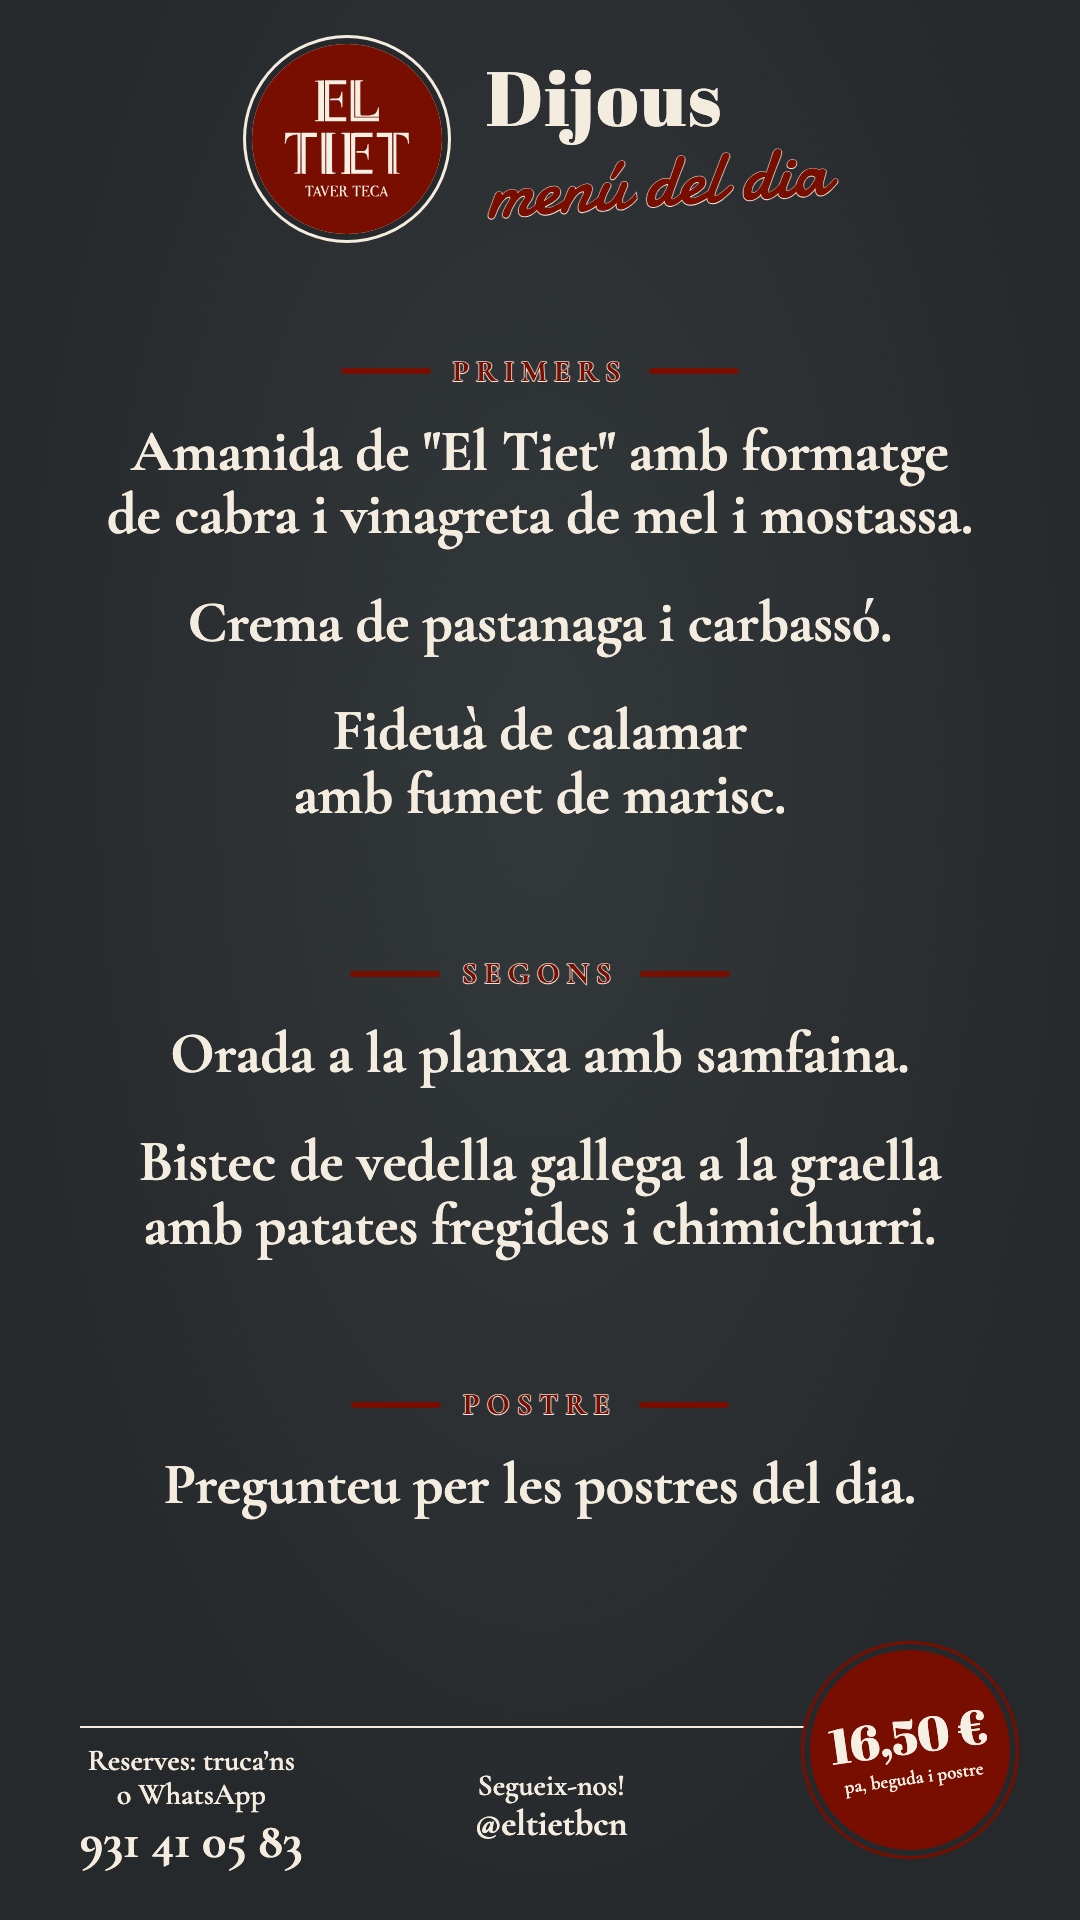 EL
TIET
TAVER TECA
Dijous
menú del dia
PRIMERS
Amanida de "El Tiet" amb formatge
de cabra i vinagreta de mel i mostassa.
Crema de pastanaga i carbassó.
Fideuà de calamar
amb fumet de marisc.
SEGONS
Orada a la planxa amb samfaina.
Bistec de vedella gallega a la graella
amb patates fregides i chimichurri.
POSTRE
Pregunteu per les postres del dia.
Reserves: truca’ns
o WhatsApp
931 41 05 83
Segueix-nos!
@eltietbcn
16,50 €
pa, beguda i postre